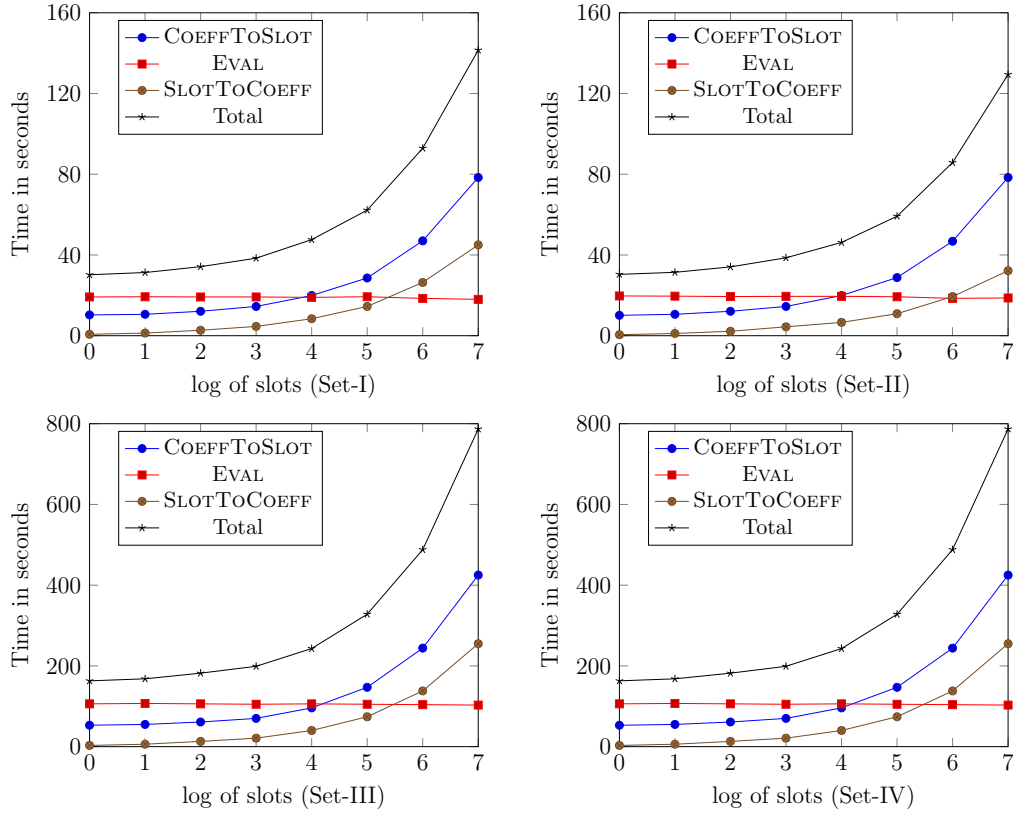 160
120
80
40
0
Time in seconds
COEFFTOSLOT
EVAL
SLOTTOCOEFF
Total
0 1 2 3 4 5 6 7
log of slots (Set-I)
160
120
80
40
0
Time in seconds
COEFFTOSLOT
EVAL
SLOTTOCOEFF
Total
0 1 2 3 4 5 6 7
log of slots (Set-II)
800
600
400
200
0
Time in seconds
COEFFTOSLOT
EVAL
SLOTTOCOEFF
Total
0 1 2 3 4 5 6 7
log of slots (Set-III)
800
600
400
200
0
Time in seconds
COEFFTOSLOT
EVAL
SLOTTOCOEFF
Total
0 1 2 3 4 5 6 7
log of slots (Set-IV)